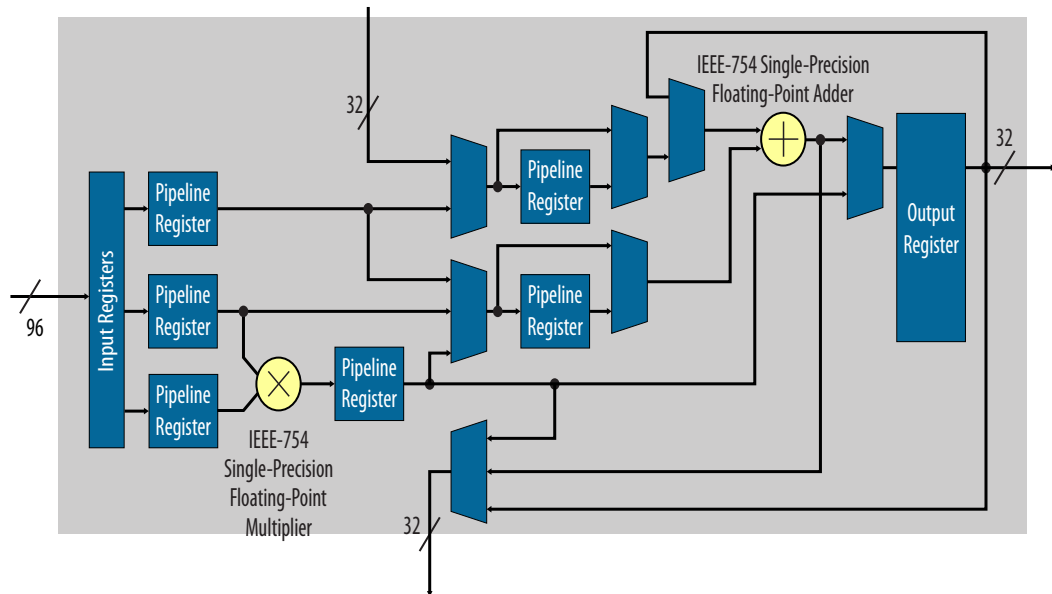 IEEE-754 Single-Precision
Floating-Point Adder
32
32
Input Registers
Pipeline
Register
Pipeline
Register
Output
Register
96
Pipeline
Register
Pipeline
Register
Pipeline
Register
Pipeline
Register
IEEE-754
Single-Precision
Floating-Point
Multiplier
32